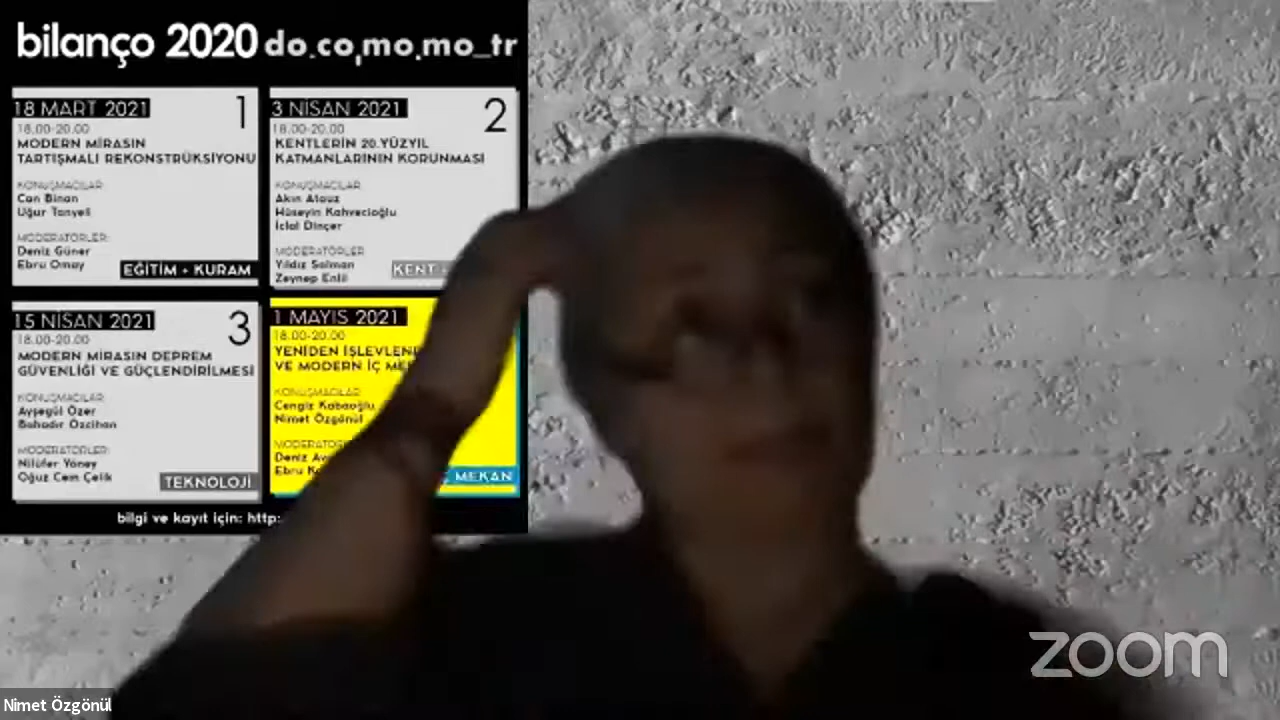 bilanço 2020 do.co,mo.mo_tr
18 MART 2021 1
18.00-20.00
MODERN MİRASIN
TARTIŞMALI REKONSTRÜKSİYONU
KONUŞMACILAR:
Can Binan
Uğur Tanyeli
MODERATÖRLER:
Deniz Güner
Ebru Omay
EĞİTİM + KURAM
3 NİSAN 2021 2
18.00-20.00
KENTLERİN 20.YÜZYIL
KATMANLARININ KORUNMASI
KONUŞMACILAR:
Akın Atauz
Hüseyin Kahvecioğlu
İclal Dinçer
MODERATÖRLER
Yıldız Salman
Zeynep Enlil
KENT
15 NİSAN 2021 3
18.00-20.00
MODERN MİRASIN DEPREM
GÜVENLİĞİ VE GÜÇLENDİRİLMESİ
KONUŞMACILAR:
Ayşegül Özer
Bahadır Özcihan
MODERATÖRLER:
Nilüfer Yöney
Oğuz Cem Çelik
TEKNOLOJİ
1 MAYIS 2021
18.00-20.00
YENİDEN İŞLEVLEN
VE MODERN İÇ ME
KONUŞMACILAR:
Cengiz Kabaoğlu
Nimet Özgönül
Deniz
Ebru
MEKAN
bilgi ve kayıt için: http:
zoom
Nimet Özgönül